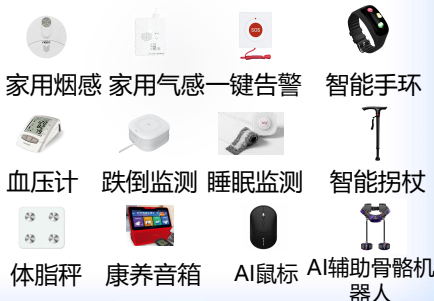 SOS
家用烟感 家用气感 一键告警 智能手环
血压计 跌倒监测 睡眠监测 智能拐杖
体脂秤 康养音箱 AI鼠标 AI辅助骨骼机
器人